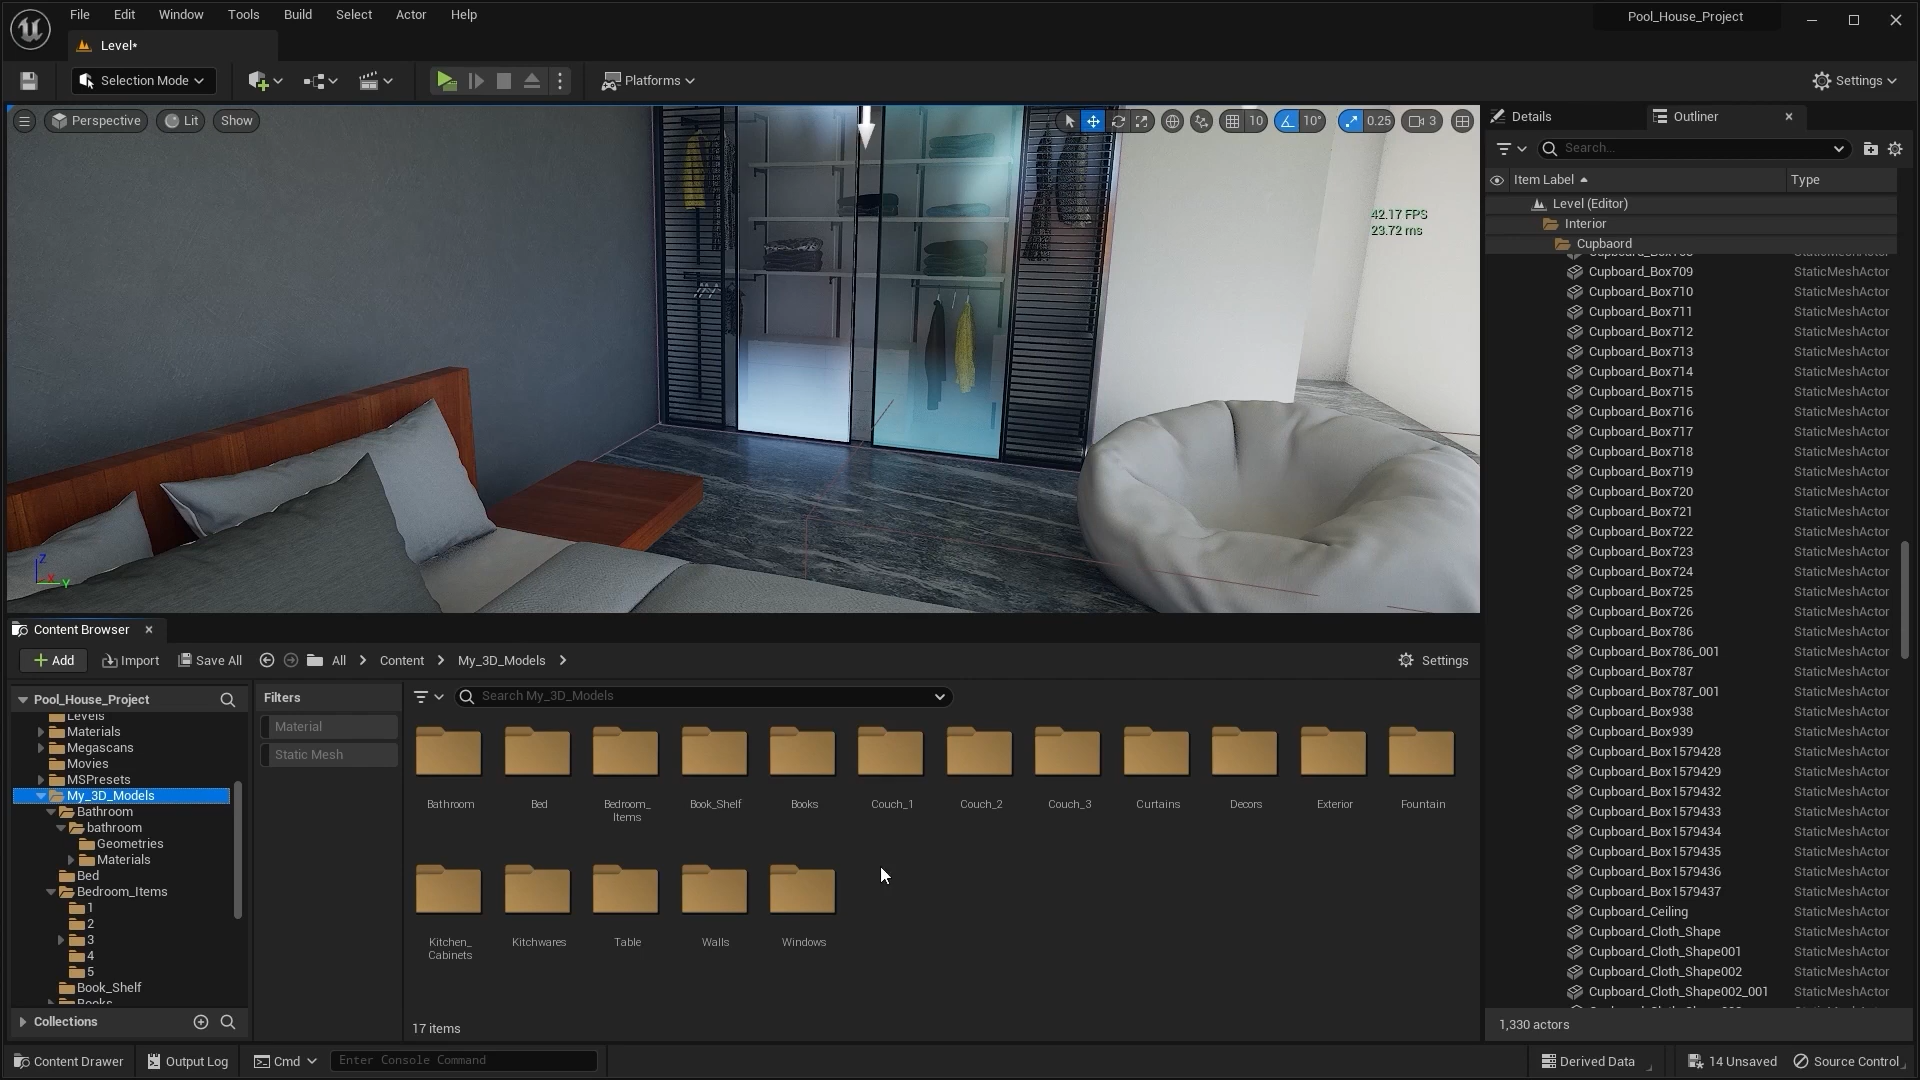 File Edit Window Tools Build Select Actor Help
Pool_House_Project
Level*
Selection Mode
Platforms
Settings
Perspective Lit Show
10 10° 0.25 3
42.17 FPS
23.72 ms
Details
Outliner
Search...
Item Label Type
Level (Editor)
Interior
Cupbaord
Cupboard_Box709 StaticMeshActor
Cupboard_Box710 StaticMeshActor
Cupboard_Box711 StaticMeshActor
Cupboard_Box712 StaticMeshActor
Cupboard_Box713 StaticMeshActor
Cupboard_Box714 StaticMeshActor
Cupboard_Box715 StaticMeshActor
Cupboard_Box716 StaticMeshActor
Cupboard_Box717 StaticMeshActor
Cupboard_Box718 StaticMeshActor
Cupboard_Box719 StaticMeshActor
Cupboard_Box720 StaticMeshActor
Cupboard_Box721 StaticMeshActor
Cupboard_Box722 StaticMeshActor
Cupboard_Box723 StaticMeshActor
Cupboard_Box724 StaticMeshActor
Cupboard_Box725 StaticMeshActor
Cupboard_Box726 StaticMeshActor
Cupboard_Box786 StaticMeshActor
Cupboard_Box786_001 StaticMeshActor
Cupboard_Box787 StaticMeshActor
Cupboard_Box787_001 StaticMeshActor
Cupboard_Box938 StaticMeshActor
Cupboard_Box939 StaticMeshActor
Cupboard_Box1579428 StaticMeshActor
Cupboard_Box1579429 StaticMeshActor
Cupboard_Box1579432 StaticMeshActor
Cupboard_Box1579433 StaticMeshActor
Cupboard_Box1579434 StaticMeshActor
Cupboard_Box1579435 StaticMeshActor
Cupboard_Box1579436 StaticMeshActor
Cupboard_Box1579437 StaticMeshActor
Cupboard_Ceiling StaticMeshActor
Cupboard_Cloth_Shape StaticMeshActor
Cupboard_Cloth_Shape001 StaticMeshActor
Cupboard_Cloth_Shape002 StaticMeshActor
Cupboard_Cloth_Shape002_001 StaticMeshActor
1,330 actors
Z
X
Y
Content Browser
Add Import Save All All Content My_3D_Models
Settings
Pool_House_Project
Levels
Materials
Megascans
Movies
MSPresets
My_3D_Models
Bathroom
bathroom
Geometries
Materials
Bed
Bedroom_Items
1
2
3
4
5
Book_Shelf
Books
Collections
Filters
Material
Static Mesh
Search My_3D_Models
Bathroom
Bed
Bedroom_
Items
Book_Shelf
Books
Couch_1
Couch_2
Couch_3
Curtains
Decors
Exterior
Fountain
Kitchen_
Cabinets
Kitchwares
Table
Walls
Windows
17 items
Content Drawer Output Log Cmd Enter Console Command
Derived Data 14 Unsaved Source Control